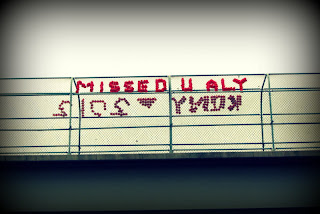 MISSED U ALY
KONY ♥ 2012